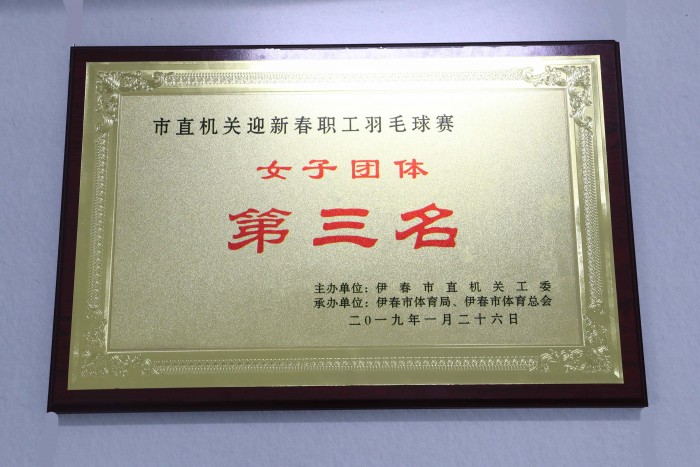 市直机关迎新春职工羽毛球赛
女子团体
第三名
主办单位：伊春市直机关工委
承办单位：伊春市体育局、伊春市体育总会
二0一九年一月二十六日